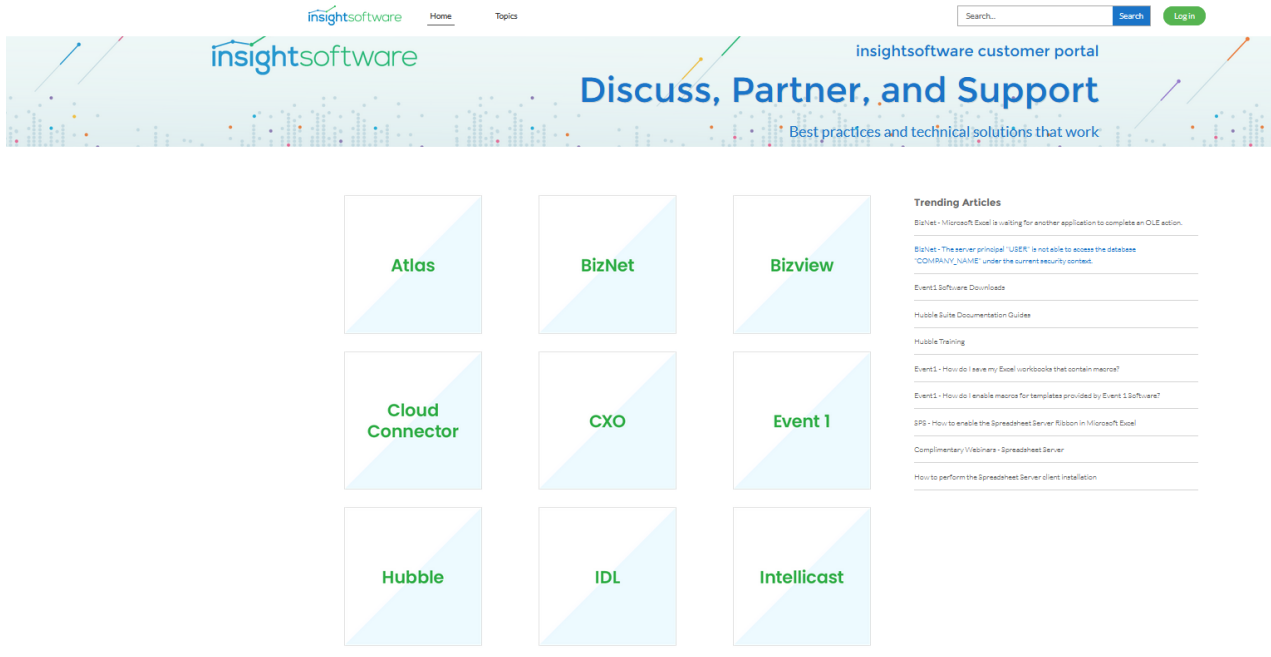 insightsoftware
Home
Topics
Search...
Search
Log in
insightsoftware
insightsoftware customer portal
Discuss, Partner, and Support
Best practices and technical solutions that work
Atlas
BizNet
Bizview
Cloud
Connector
CXO
Event 1
Hubble
IDL
Intellicast
Trending Articles
BizNet - Microsoft Excel is waiting for another application to complete an OLE action.
BizNet - The server principal "USER" is not able to access the database
"COMPANY_NAME" under the current security context.
Event1 Software Downloads
Hubble Suite Documentation Guides
Hubble Training
Event1 - How do I save my Excel workbooks that contain macros?
Event1 - How do I enable macros for templates provided by Event 1 Software?
SPS - How to enable the Spreadsheet Server Ribbon in Microsoft Excel
Complimentary Webinars - Spreadsheet Server
How to perform the Spreadsheet Server client installation